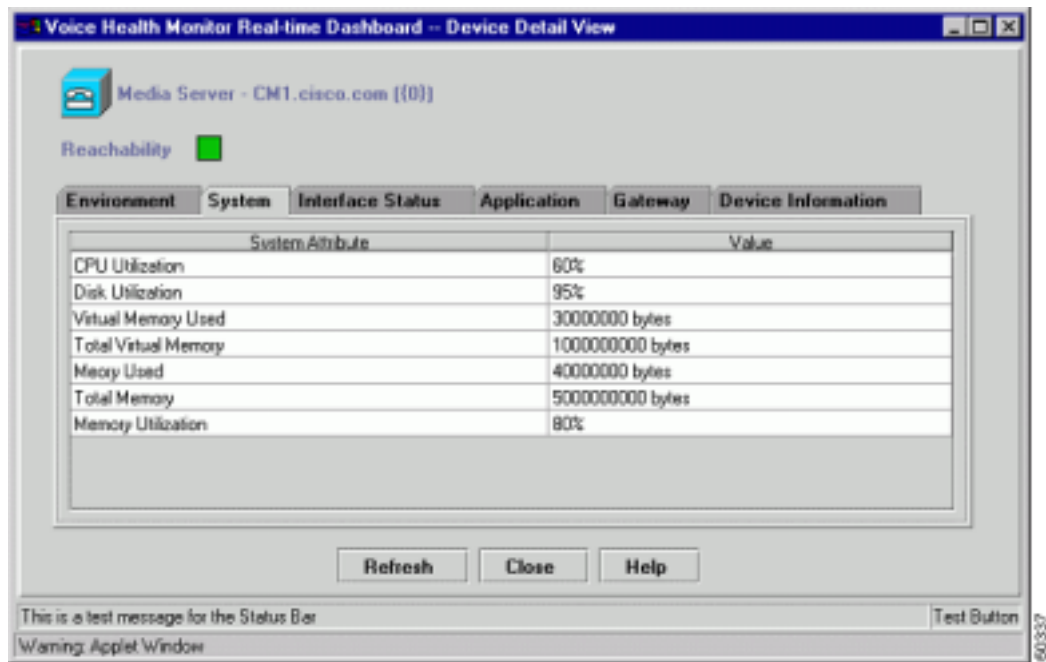 Voice Health Monitor Real-time Dashboard -- Device Detail View
Media Server - CM1.cisco.com ({0})
Reachability
Environment System Interface Status Application Gateway Device Information
System Attribute Value
CPU Utilization 60%
Disk Utilization 95%
Virtual Memory Used 30000000 bytes
Total Virtual Memory 1000000000 bytes
Meory Used 40000000 bytes
Total Memory 5000000000 bytes
Memory Utilization 80%
Refresh Close Help
This is a test message for the Status Bar Test Button
Warning: Applet Window
60337